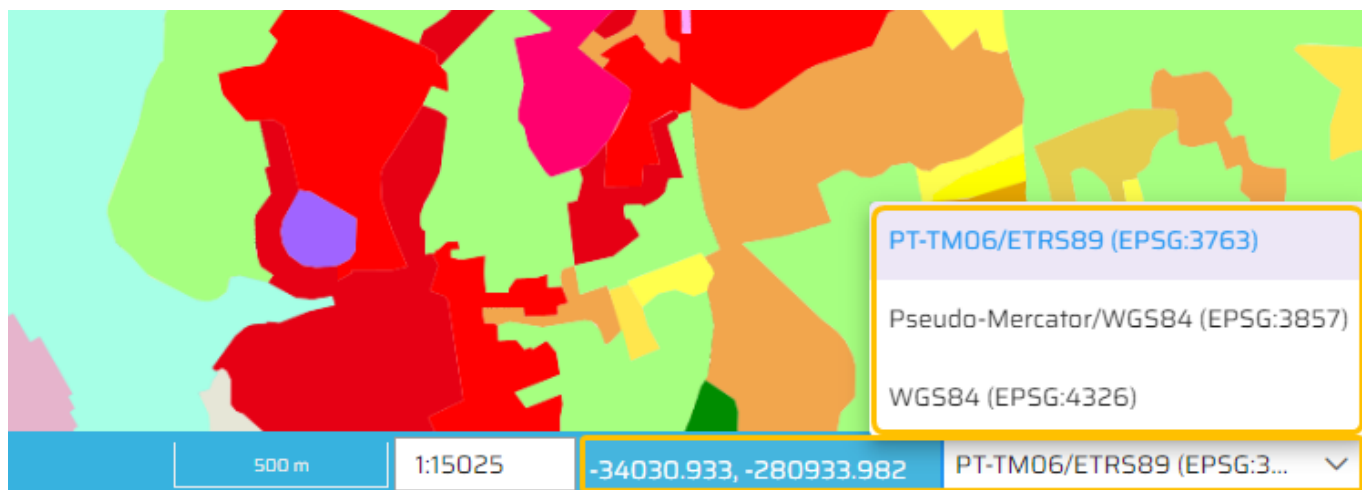 PT-TM06/ETRS89 (EPSG:3763)
Pseudo-Mercator/WGS84 (EPSG:3857)
WGS84 (EPSG:4326)
500 m
1:15025
-34030.933, -280933.982
PT-TM06/ETRS89 (EPSG:3...